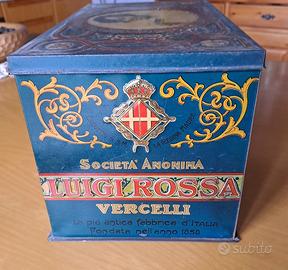 SOCIETÀ ANONIMA
LUIGI ROSSA
VERCELLI
La più antica fabbrica d'ITALIA
Fondata nell'anno 1850
subito